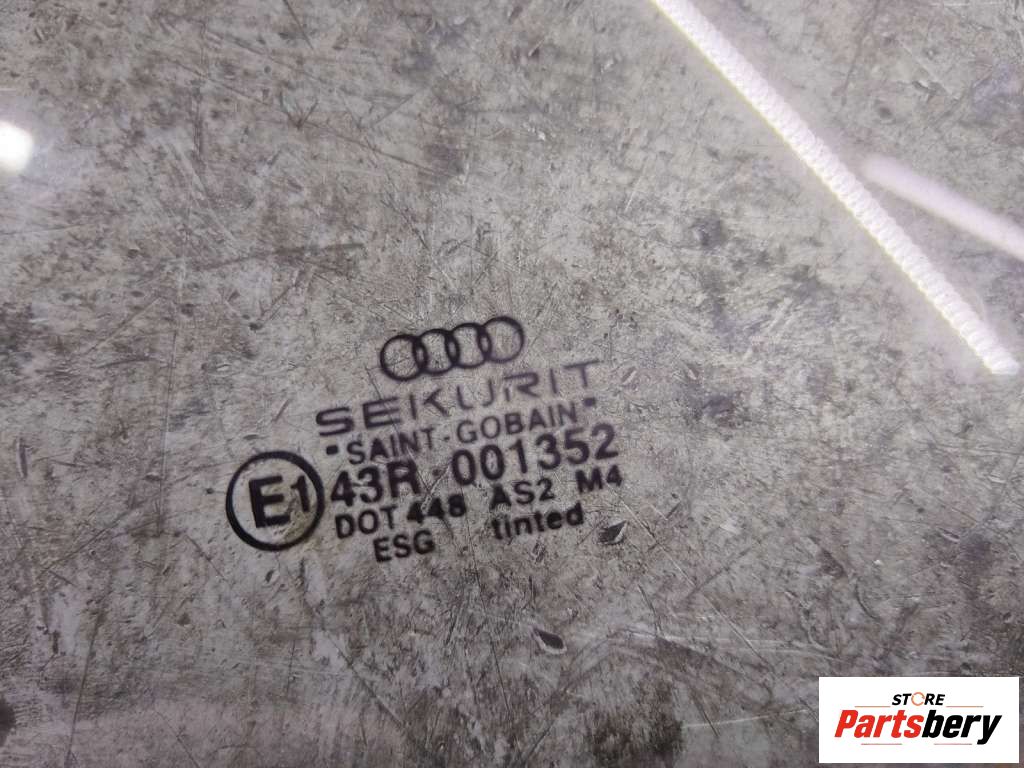 SEKURIT
"SAINT-GOBAIN"
E1 43R-001352
DOT 448 AS2 M4
ESG tinted
STORE
Partsbery